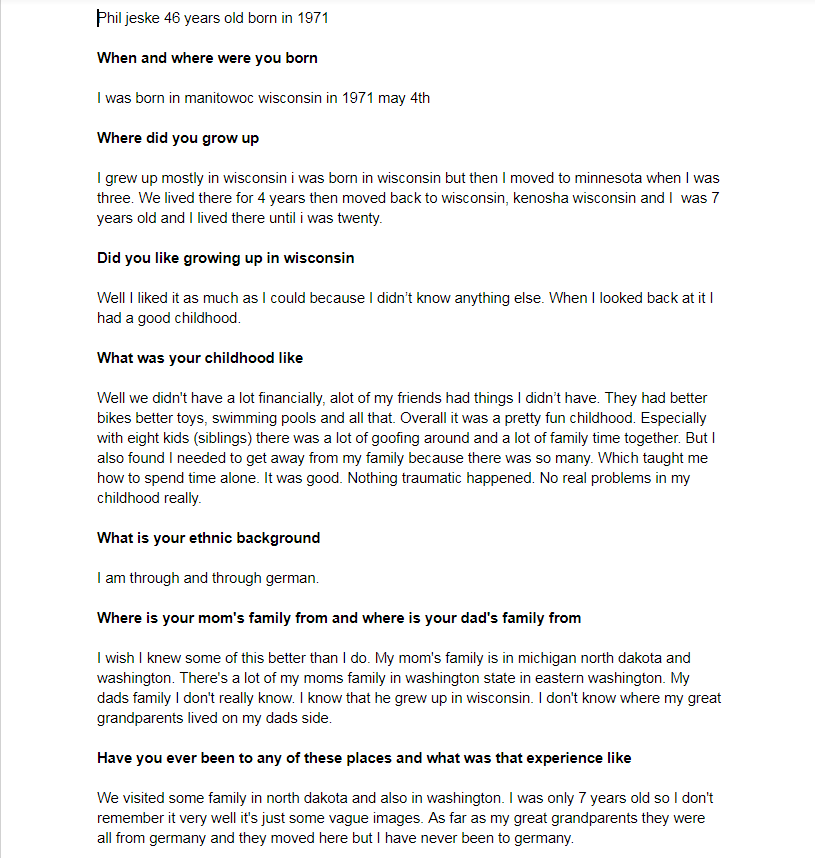 Phil jeske 46 years old born in 1971
When and where were you born
I was born in manitowoc wisconsin in 1971 may 4th
Where did you grow up
I grew up mostly in wisconsin i was born in wisconsin but then I moved to minnesota when I was
three. We lived there for 4 years then moved back to wisconsin, kenosha wisconsin and I  was 7
years old and I lived there until i was twenty.
Did you like growing up in wisconsin
Well I liked it as much as I could because I didn’t know anything else. When I looked back at it I
had a good childhood.
What was your childhood like
Well we didn't have a lot financially, alot of my friends had things I didn’t have. They had better
bikes better toys, swimming pools and all that. Overall it was a pretty fun childhood. Especially
with eight kids (siblings) there was a lot of goofing around and a lot of family time together. But I
also found I needed to get away from my family because there was so many. Which taught me
how to spend time alone. It was good. Nothing traumatic happened. No real problems in my
childhood really.
What is your ethnic background
I am through and through german.
Where is your mom's family from and where is your dad's family from
I wish I knew some of this better than I do. My mom's family is in michigan north dakota and
washington. There's a lot of my moms family in washington state in eastern washington. My
dads family I don't really know. I know that he grew up in wisconsin. I don't know where my great
grandparents lived on my dads side.
Have you ever been to any of these places and what was that experience like
We visited some family in north dakota and also in washington. I was only 7 years old so I don't
remember it very well it's just some vague images. As far as my great grandparents they were
all from germany and they moved here but I have never been to germany.